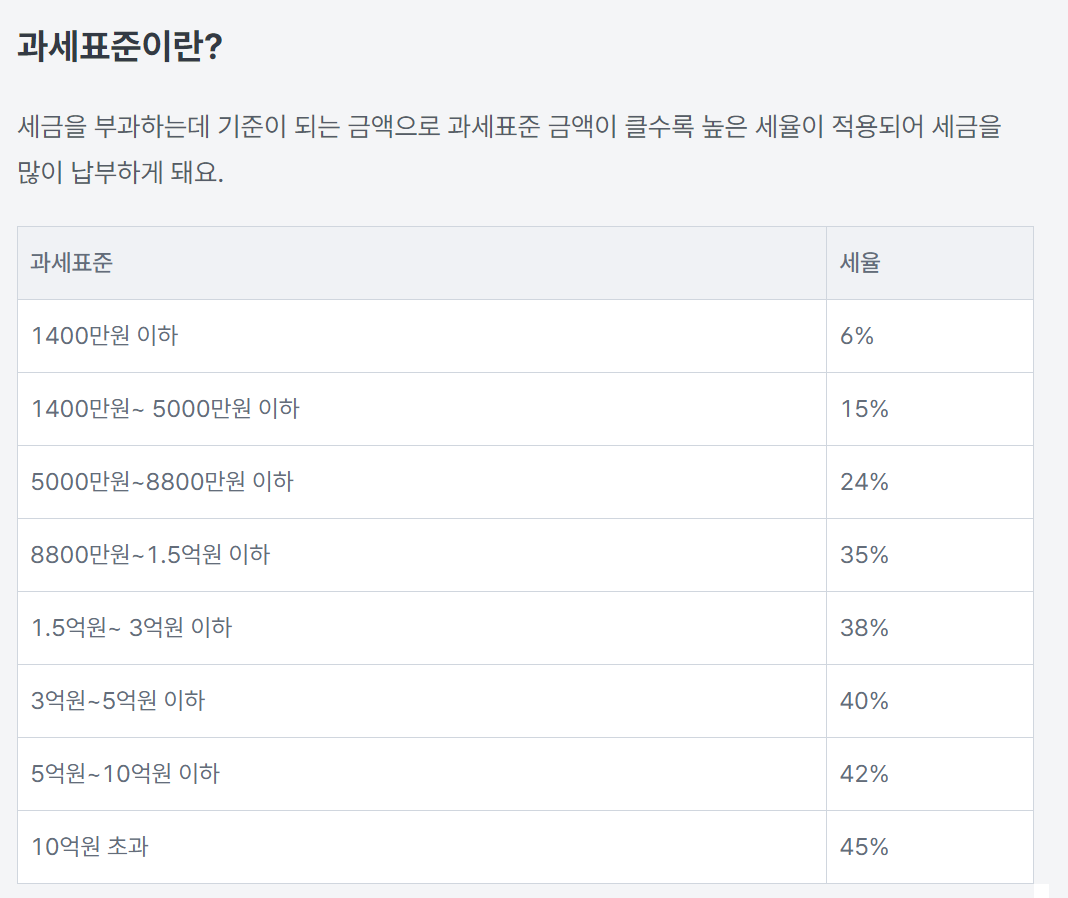 과세표준이란?
세금을 부과하는데 기준이 되는 금액으로 과세표준 금액이 클수록 높은 세율이 적용되어 세금을
많이 납부하게 돼요.
과세표준 세율
1400만원 이하 6%
1400만원~ 5000만원 이하 15%
5000만원~8800만원 이하 24%
8800만원~1.5억원 이하 35%
1.5억원~ 3억원 이하 38%
3억원~5억원 이하 40%
5억원~10억원 이하 42%
10억원 초과 45%